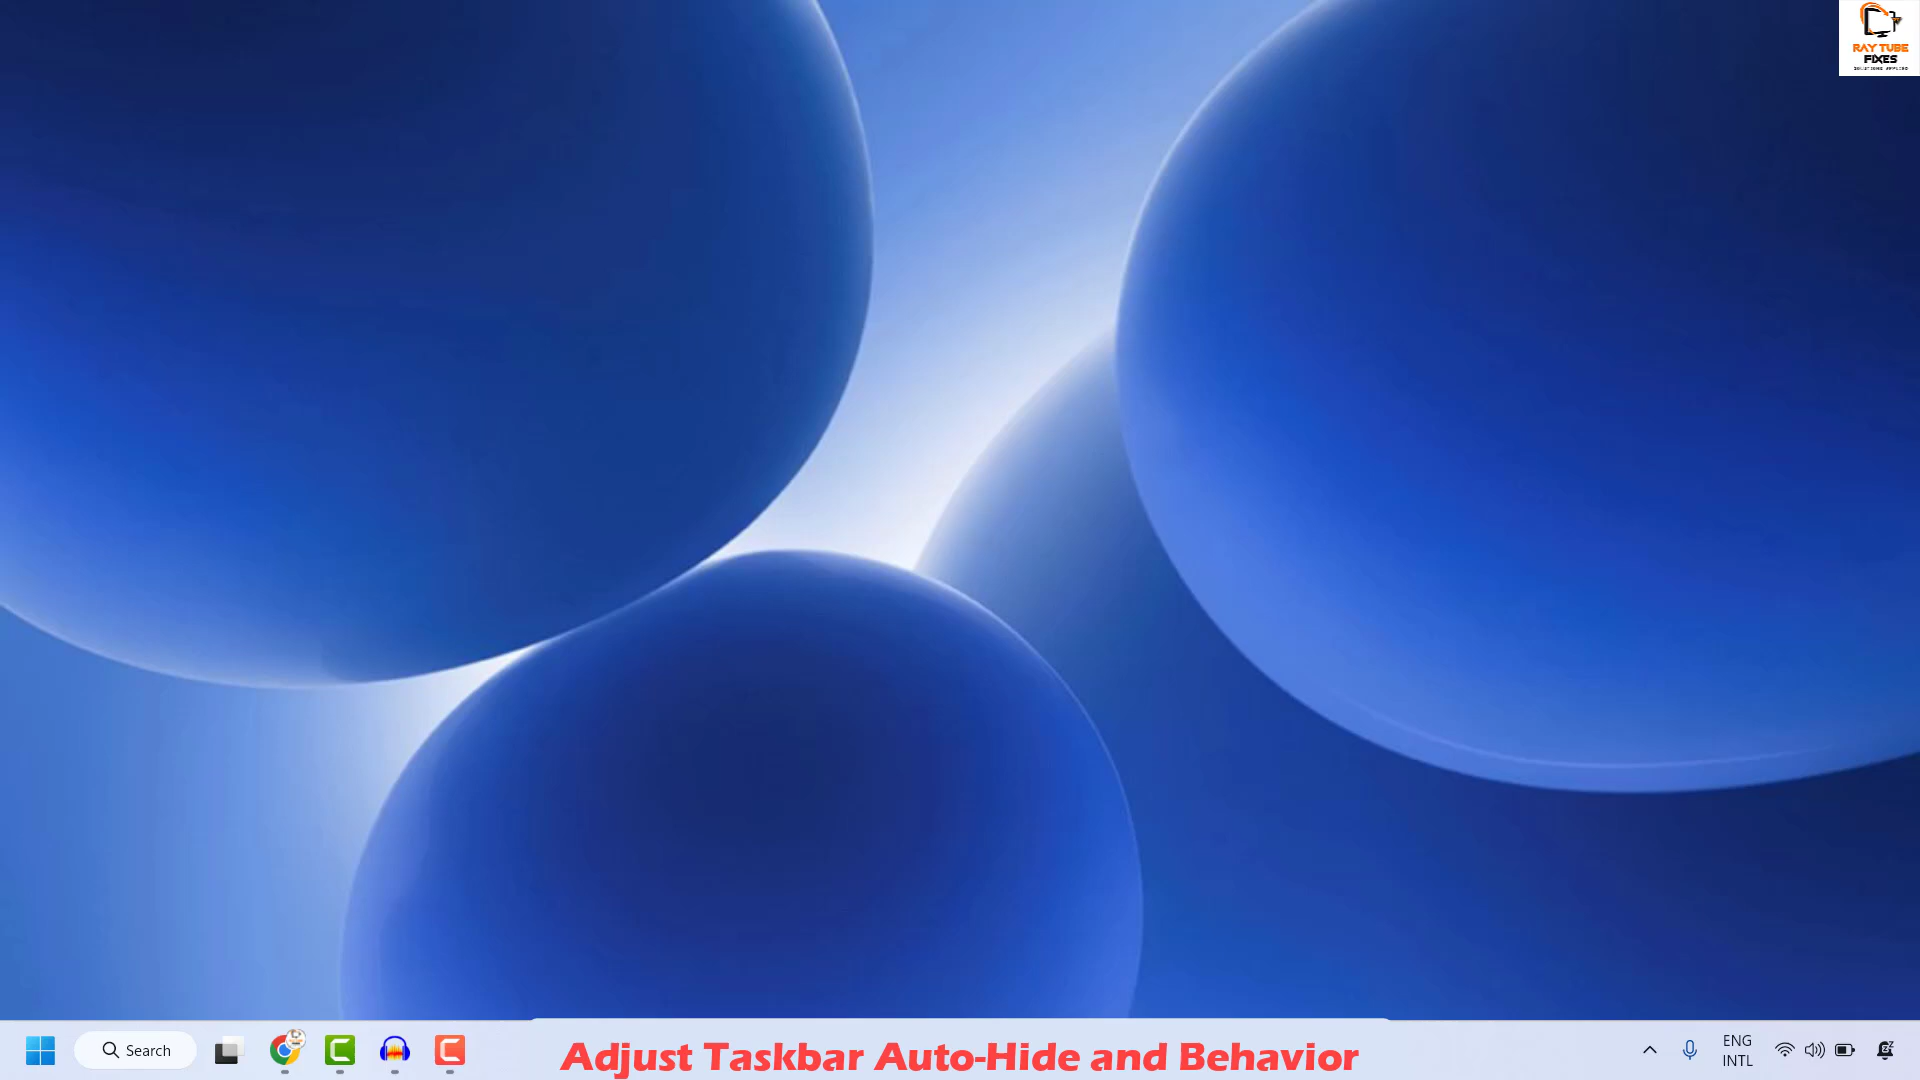 RAY TUBE
FIXES
Search
Adjust Taskbar Auto-Hide and Behavior
ENG
INTL